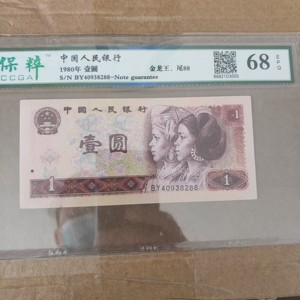 保粹
CCGA
中国人民银行
1980年 壹圆
金龙王、尾88
S/N BY40938288-Note guarantee
68
EPQ
中国人民银行
1
壹圆
BY40938288
1
1